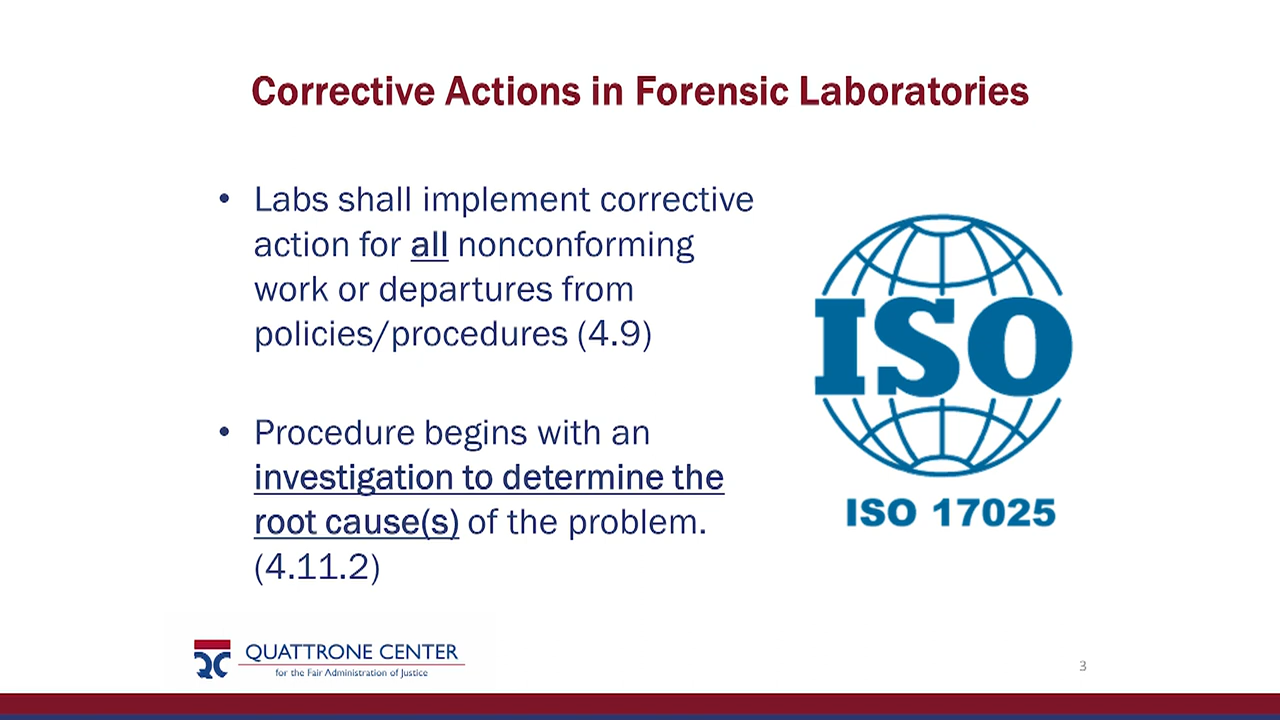 Corrective Actions in Forensic Laboratories
• Labs shall implement corrective
action for all nonconforming
work or departures from
policies/procedures (4.9)
• Procedure begins with an
investigation to determine the
root cause(s) of the problem.
(4.11.2)
ISO
ISO 17025
QC
QUATTRONE CENTER
for the Fair Administration of Justice
3